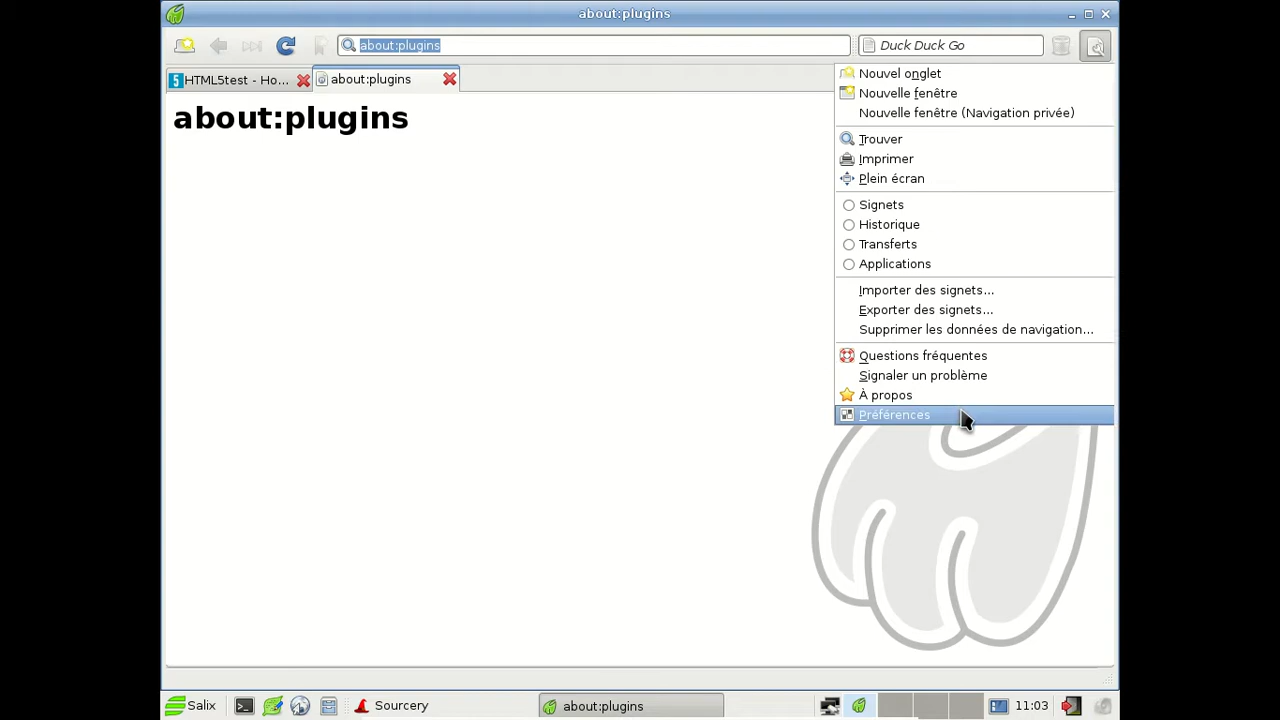 about:plugins
about:plugins
Duck Duck Go
5 HTML5test - Ho...
about:plugins
about:plugins
Nouvel onglet
Nouvelle fenêtre
Nouvelle fenêtre (Navigation privée)
Trouver
Imprimer
Plein écran
Signets
Historique
Transferts
Applications
Importer des signets...
Exporter des signets...
Supprimer les données de navigation...
Questions fréquentes
Signaler un problème
À propos
Préférences
Salix
Sourcery
about:plugins
11:03